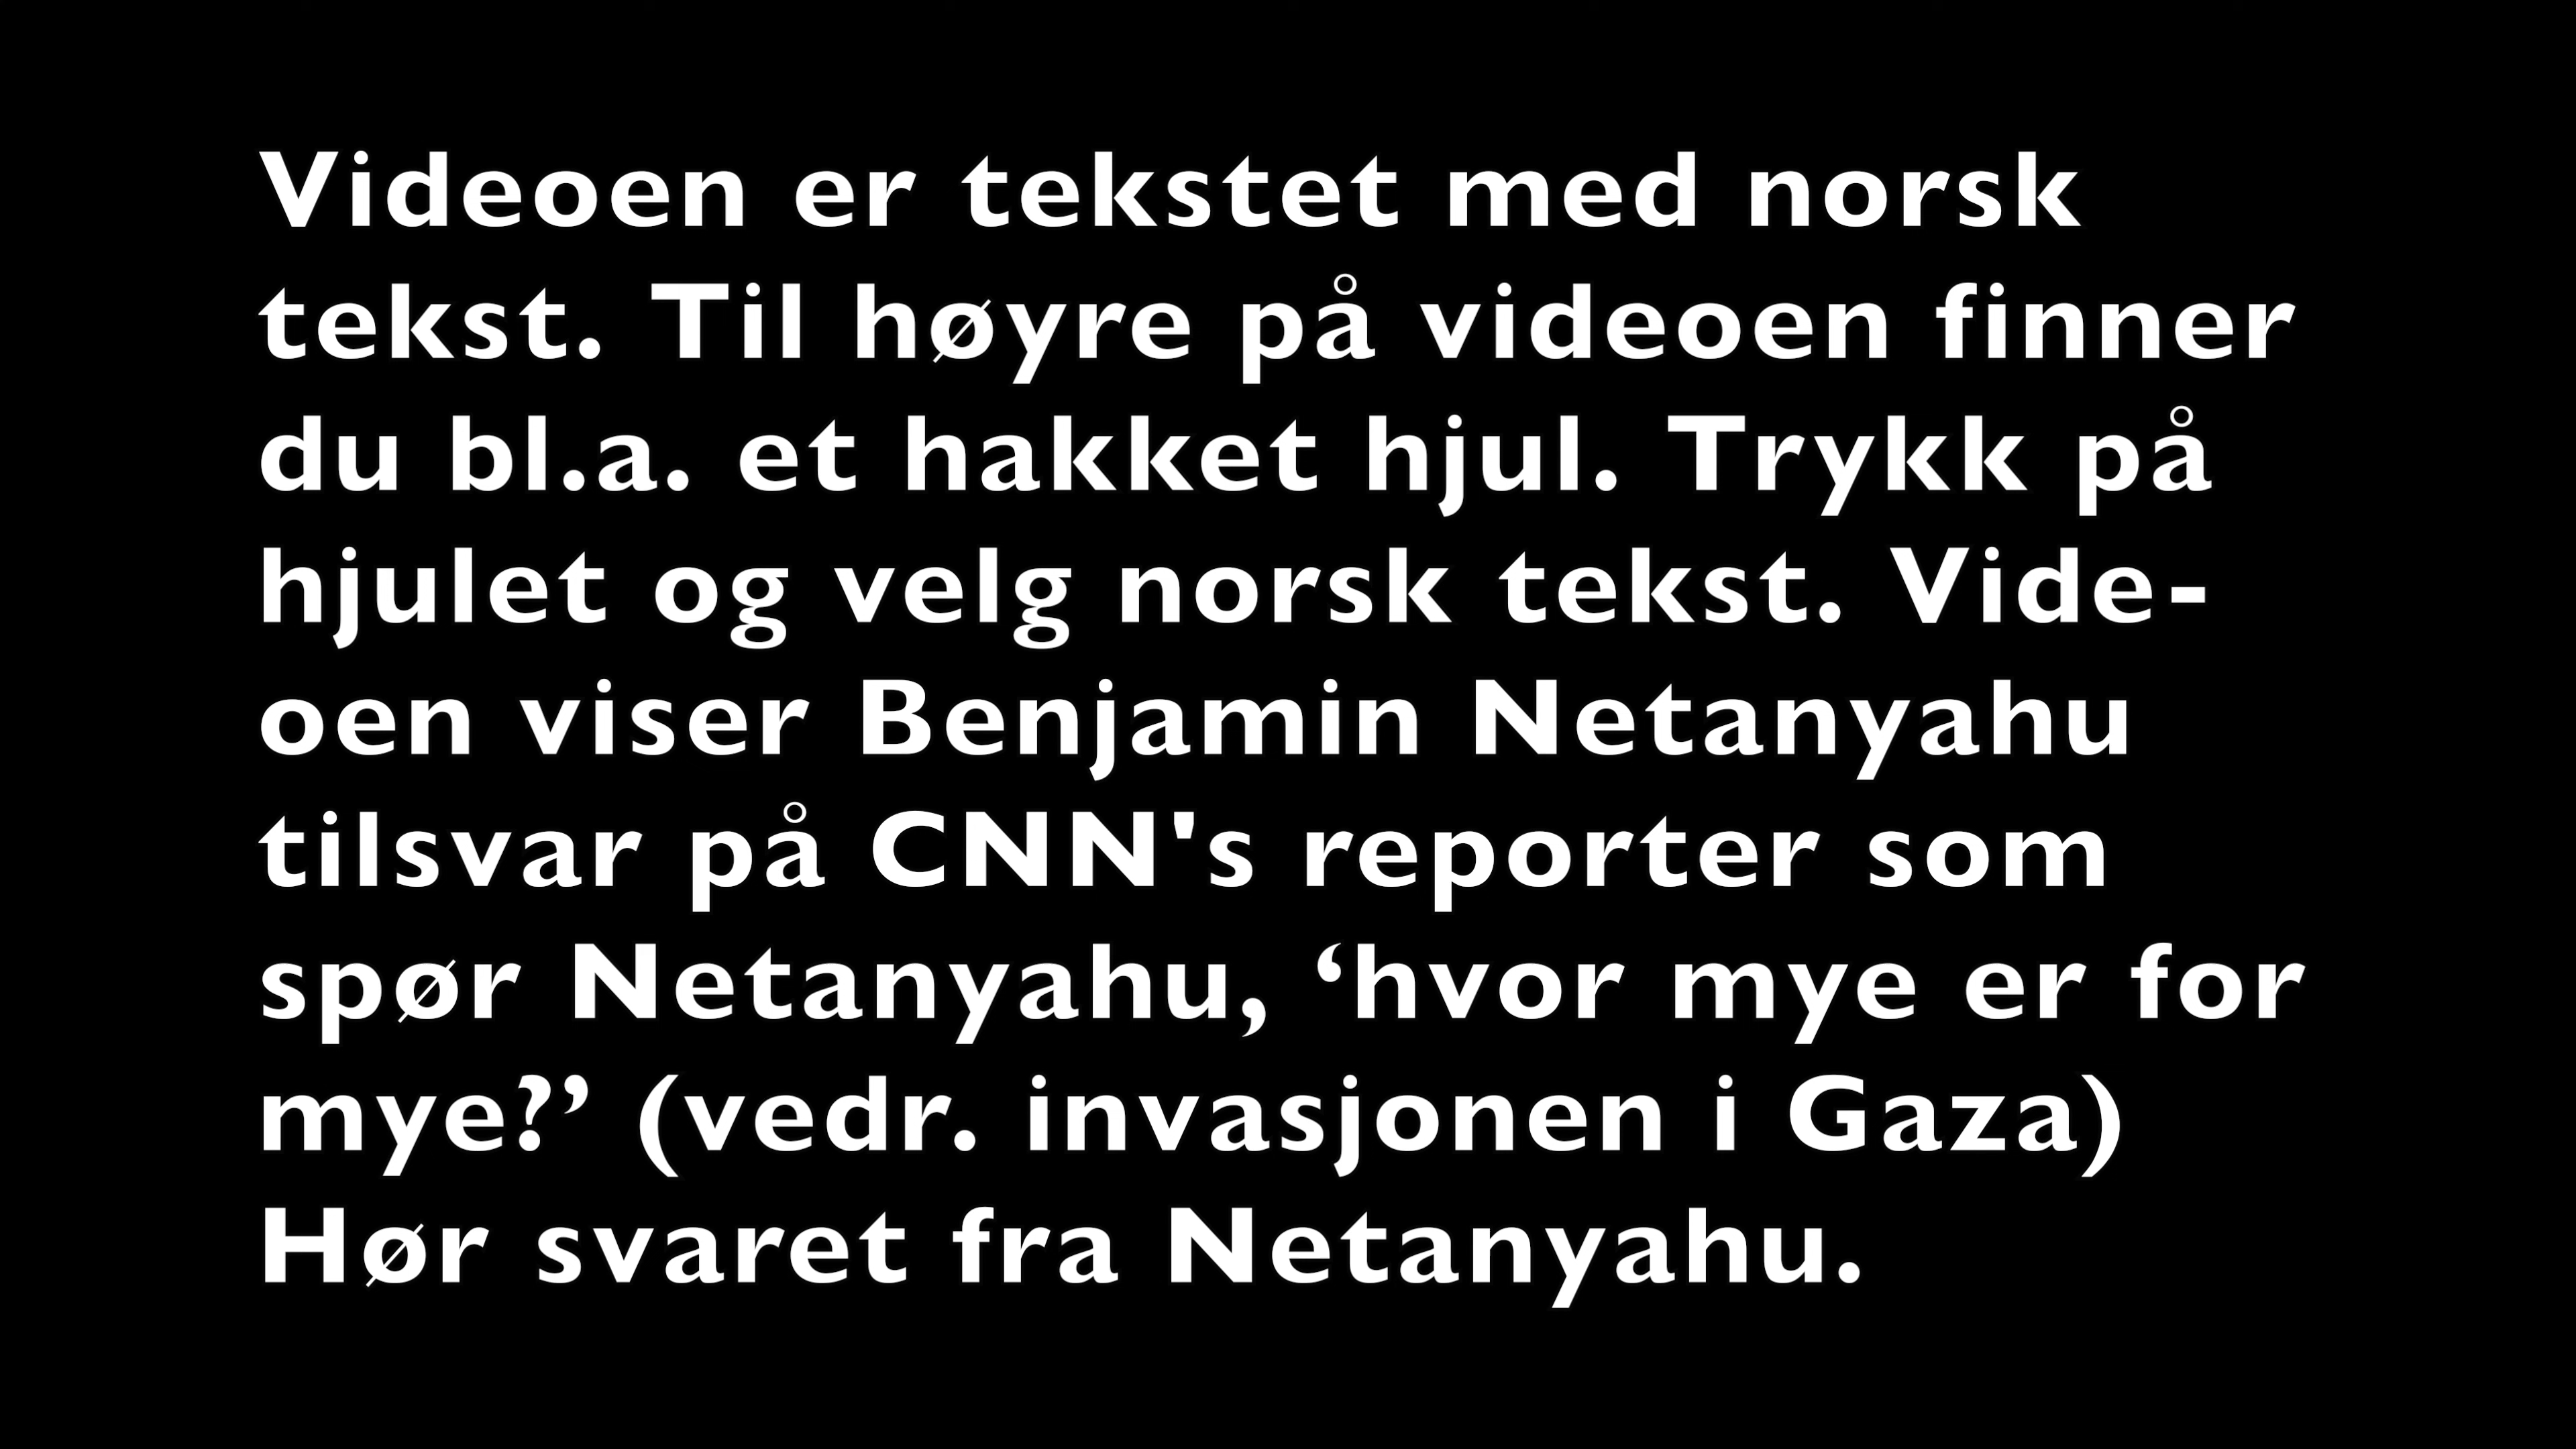 Videoen er tekstet med norsk
tekst. Til høyre på videoen finner
du bl.a. et hakket hjul. Trykk på
hjulet og velg norsk tekst. Vide-
oen viser Benjamin Netanyahu
tilsvar på CNN's reporter som
spør Netanyahu, ‘hvor mye er for
mye?’ (vedr. invasjonen i Gaza)
Hør svaret fra Netanyahu.